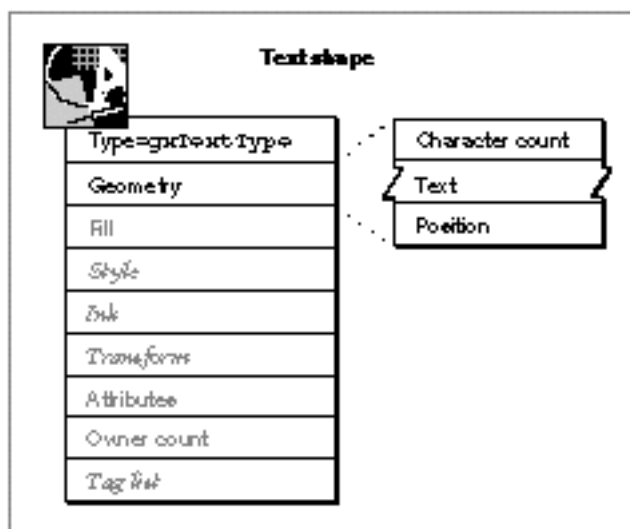 Text shape
Type=gxTextType
Geometry
Fill
Style
Ink
Transform
Attributes
Owner count
Tag list
Character count
Text
Position